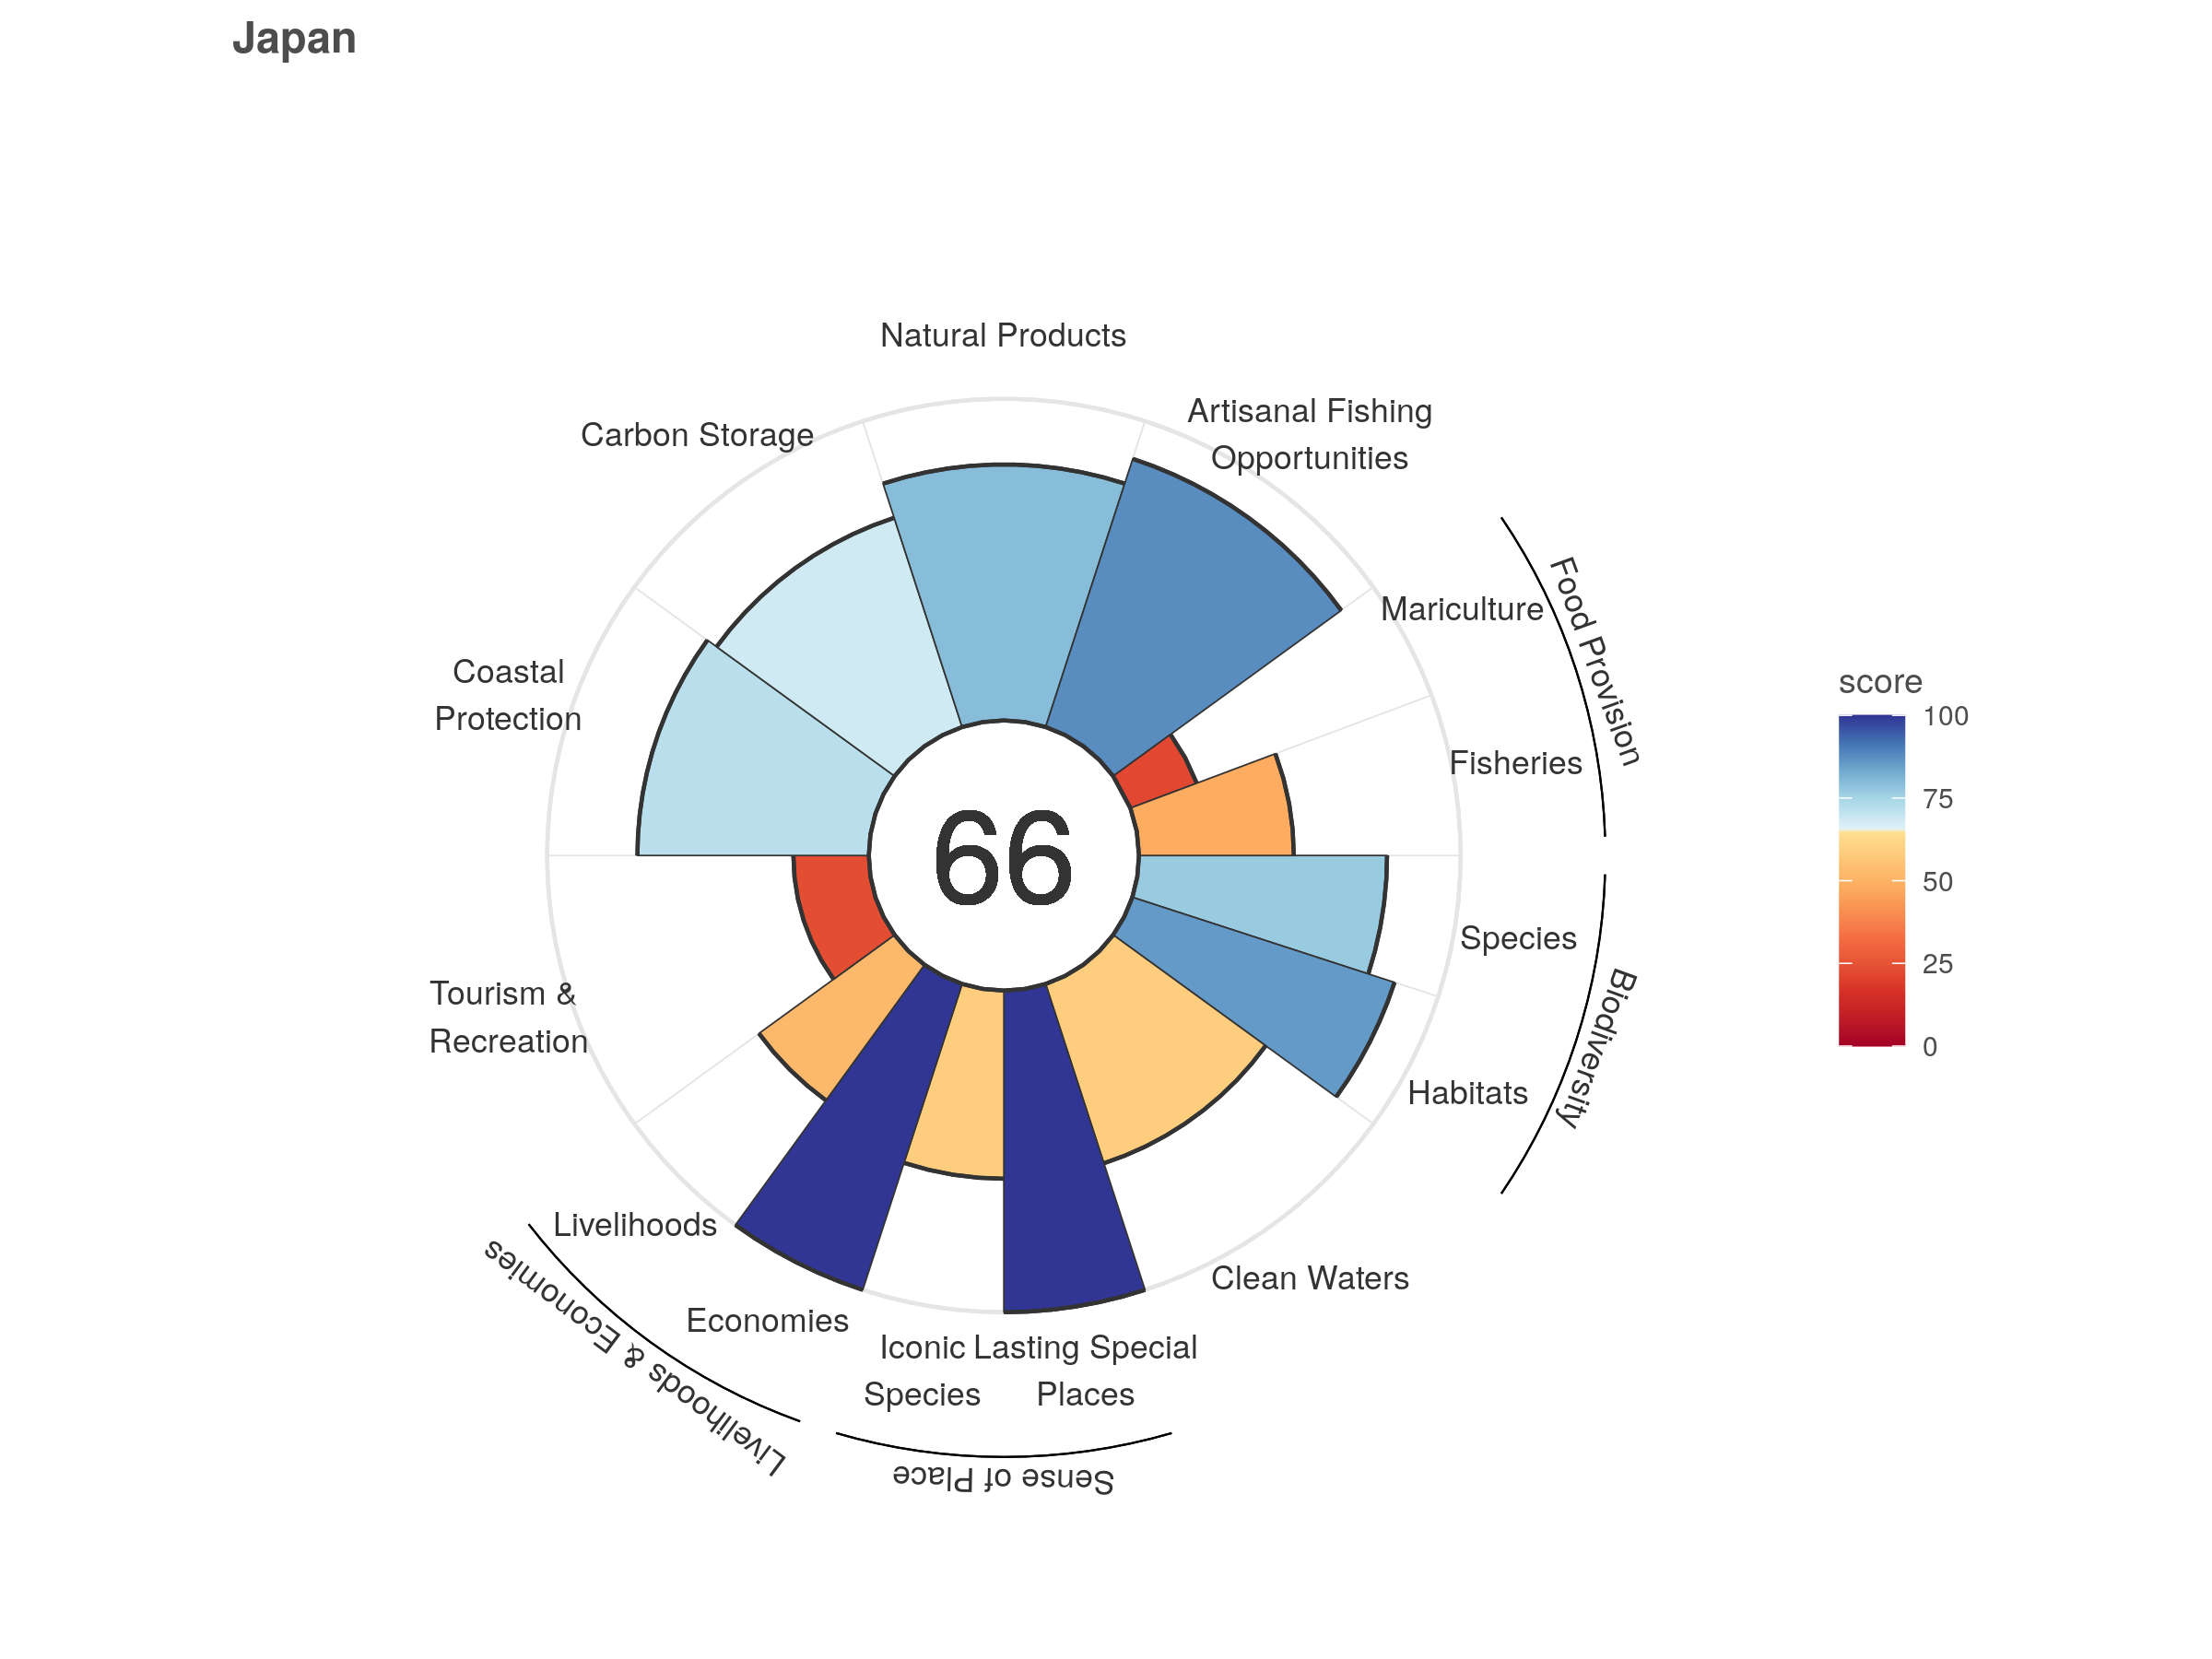 Japan
Natural Products
Artisanal Fishing
Opportunities
Carbon Storage
Mariculture
Food Provision
Coastal
Protection
Fisheries
score
100
75
50
25
0
66
Species
Biodiversity
Tourism &
Recreation
Habitats
Livelihoods
Clean Waters
Economies
Iconic
Species
Lasting Special
Places
Livelihoods & Economies
Sense of Place